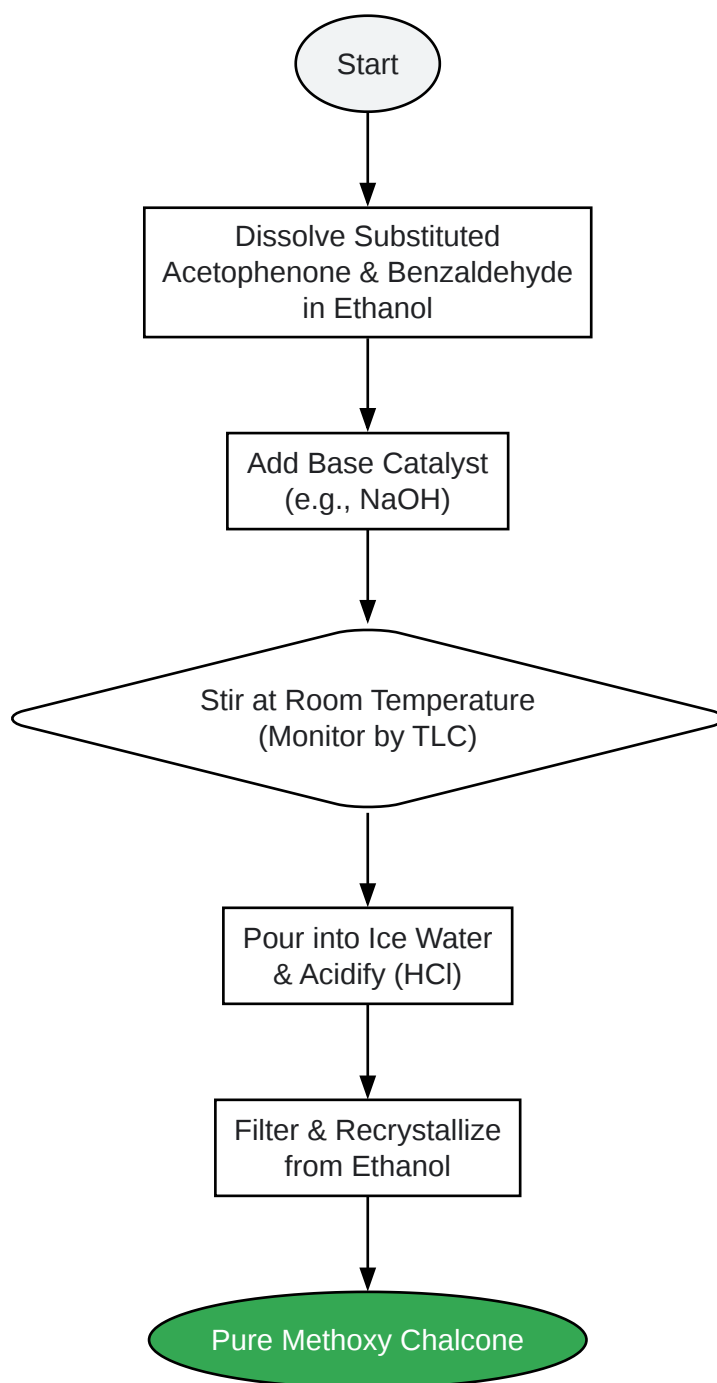 Start
Dissolve Substituted
Acetophenone & Benzaldehyde
in Ethanol
Add Base Catalyst
(e.g., NaOH)
Stir at Room Temperature
(Monitor by TLC)
Pour into Ice Water
& Acidify (HCl)
Filter & Recrystallize
from Ethanol
Pure Methoxy Chalcone